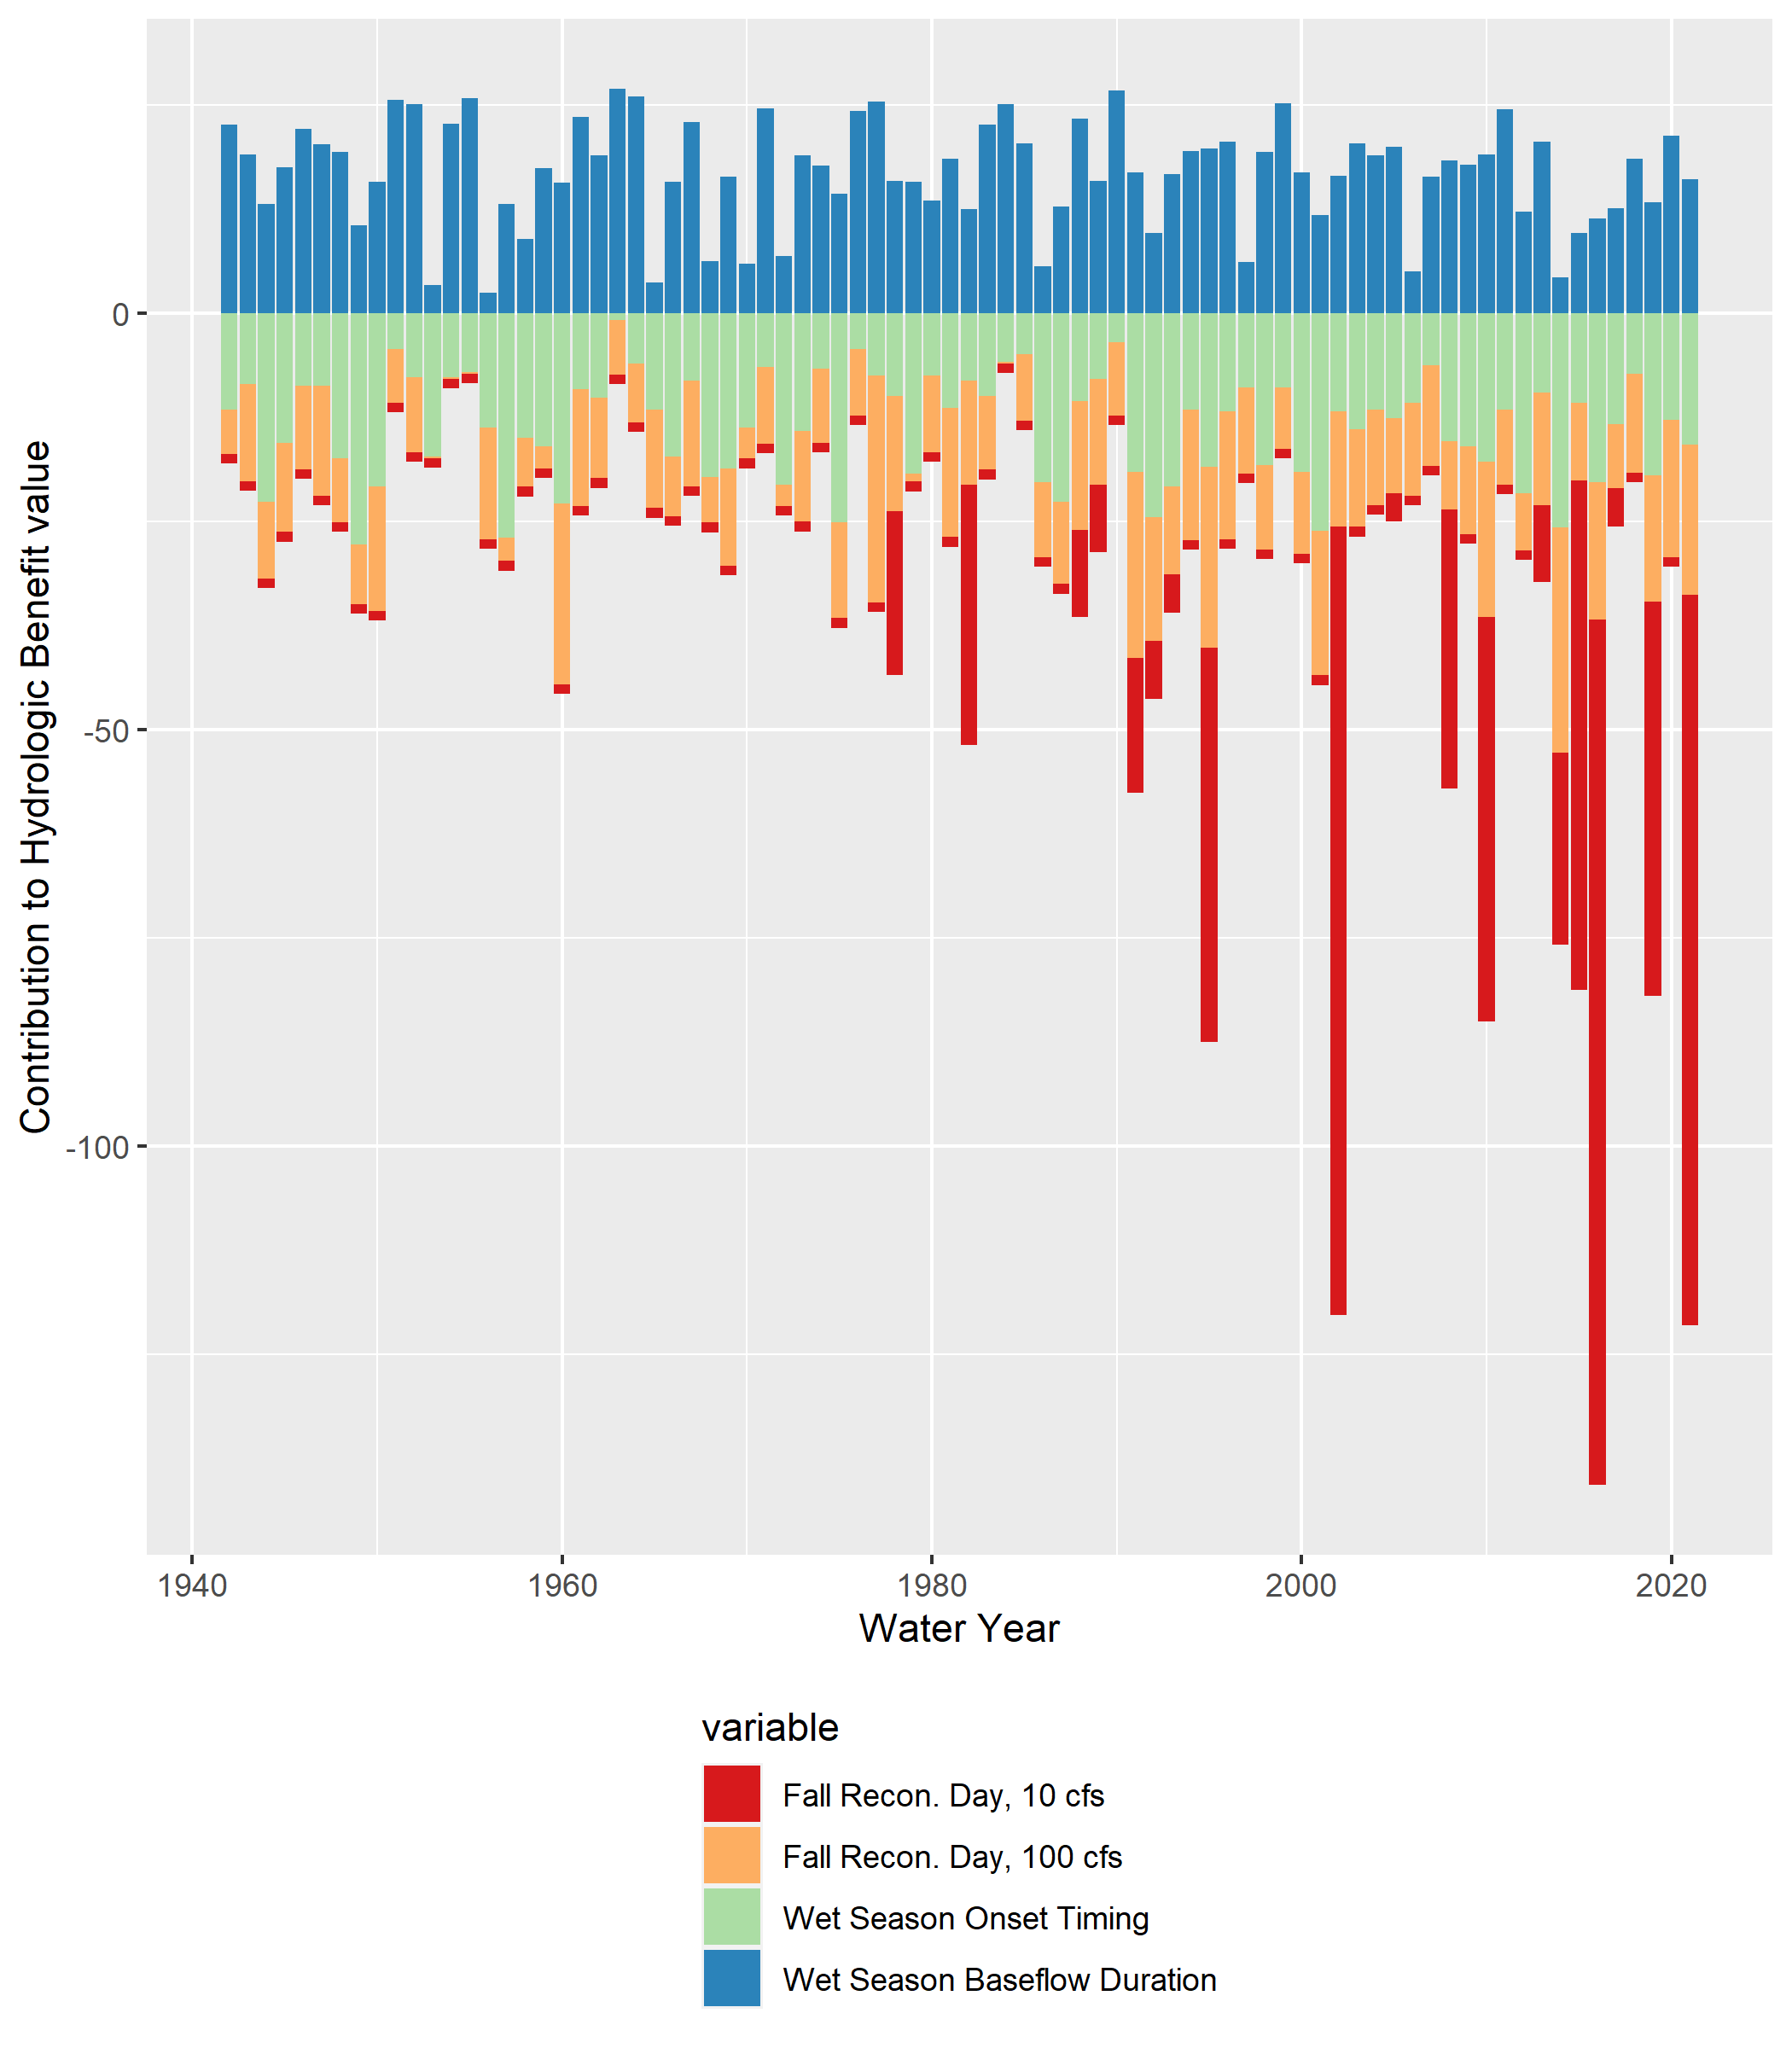 Contribution to Hydrologic Benefit value
0
-50
-100
1940 1960 1980 2000 2020
Water Year
variable
Fall Recon. Day, 10 cfs
Fall Recon. Day, 100 cfs
Wet Season Onset Timing
Wet Season Baseflow Duration